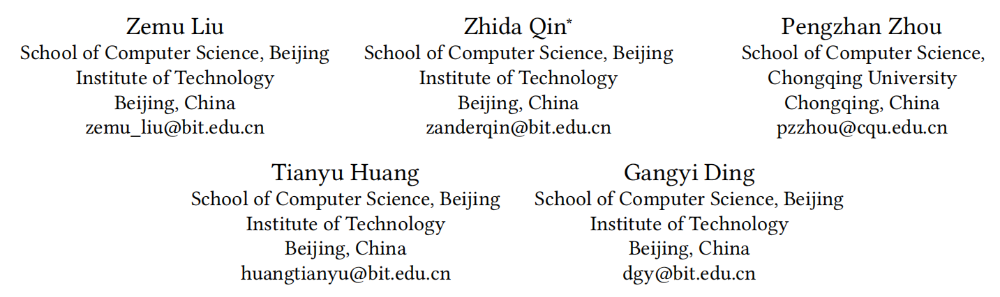 Zemu Liu
School of Computer Science, Beijing
Institute of Technology
Beijing, China
zemu_liu@bit.edu.cn
Zhida Qin*
School of Computer Science, Beijing
Institute of Technology
Beijing, China
zanderqin@bit.edu.cn
Pengzhan Zhou
School of Computer Science,
Chongqing University
Chongqing, China
pzzhou@cqu.edu.cn
Tianyu Huang
School of Computer Science, Beijing
Institute of Technology
Beijing, China
huangtianyu@bit.edu.cn
Gangyi Ding
School of Computer Science, Beijing
Institute of Technology
Beijing, China
dgy@bit.edu.cn